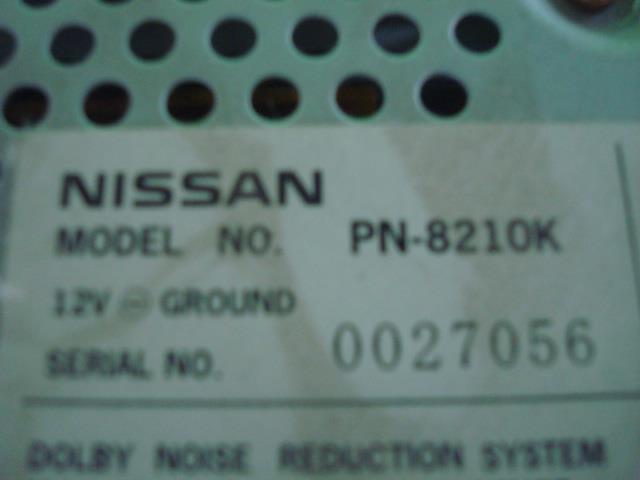 NISSAN
MODEL NO. PN-8210K
12V ⊖ GROUND
SERIAL NO. 0027056
DOLBY NOISE REDUCTION SYSTEM